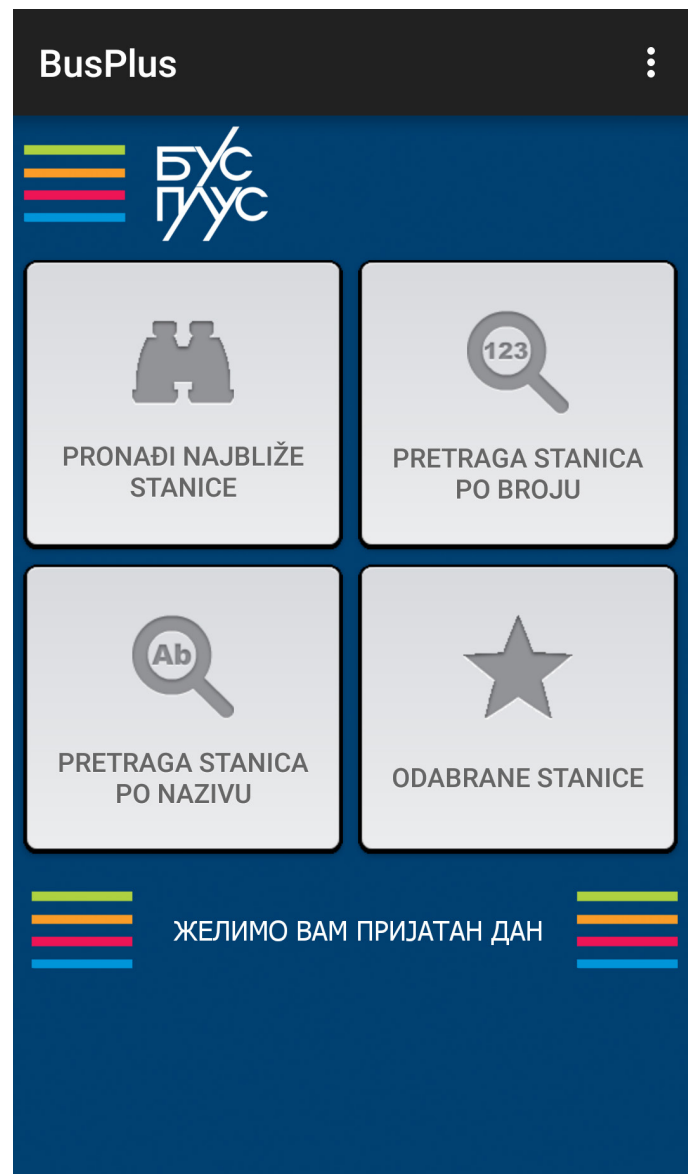 BusPlus
БУС
ПЛУС
123
PRONAĐI NAJBLIŽE
STANICE
PRETRAGA STANICA
PO BROJU
Ab
PRETRAGA STANICA
PO NAZIVU
ODABRANE STANICE
ЖЕЛИМО ВАМ ПРИЈАТАН ДАН